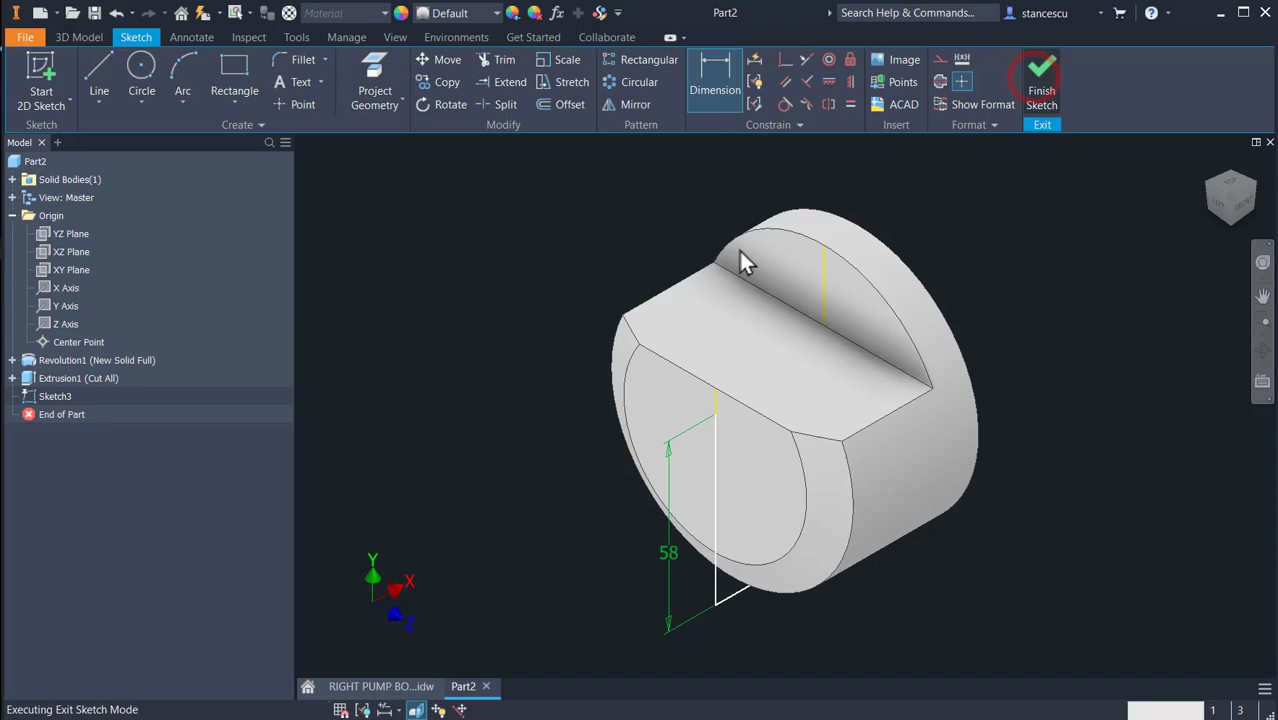 Material
Default
Part2
Search Help & Commands...
stancescu
File
3D Model
Sketch
Annotate
Inspect
Tools
Manage
View
Environments
Get Started
Collaborate
Start
2D Sketch
Line
Circle
Arc
Rectangle
Fillet
Text
Point
Project
Geometry
Move
Copy
Rotate
Trim
Extend
Split
Scale
Stretch
Offset
Rectangular
Circular
Mirror
Dimension
Image
Points
ACAD
Show Format
Finish
Sketch
Sketch
Create
Modify
Pattern
Constrain
Insert
Format
Exit
Model
Part2
Solid Bodies(1)
View: Master
Origin
YZ Plane
XZ Plane
XY Plane
X Axis
Y Axis
Z Axis
Center Point
Revolution1 (New Solid Full)
Extrusion1 (Cut All)
Sketch3
End of Part
TOP
LEFT
FRONT
58
Y
X
Z
RIGHT PUMP BO...idw
Part2
Executing Exit Sketch Mode
1
3